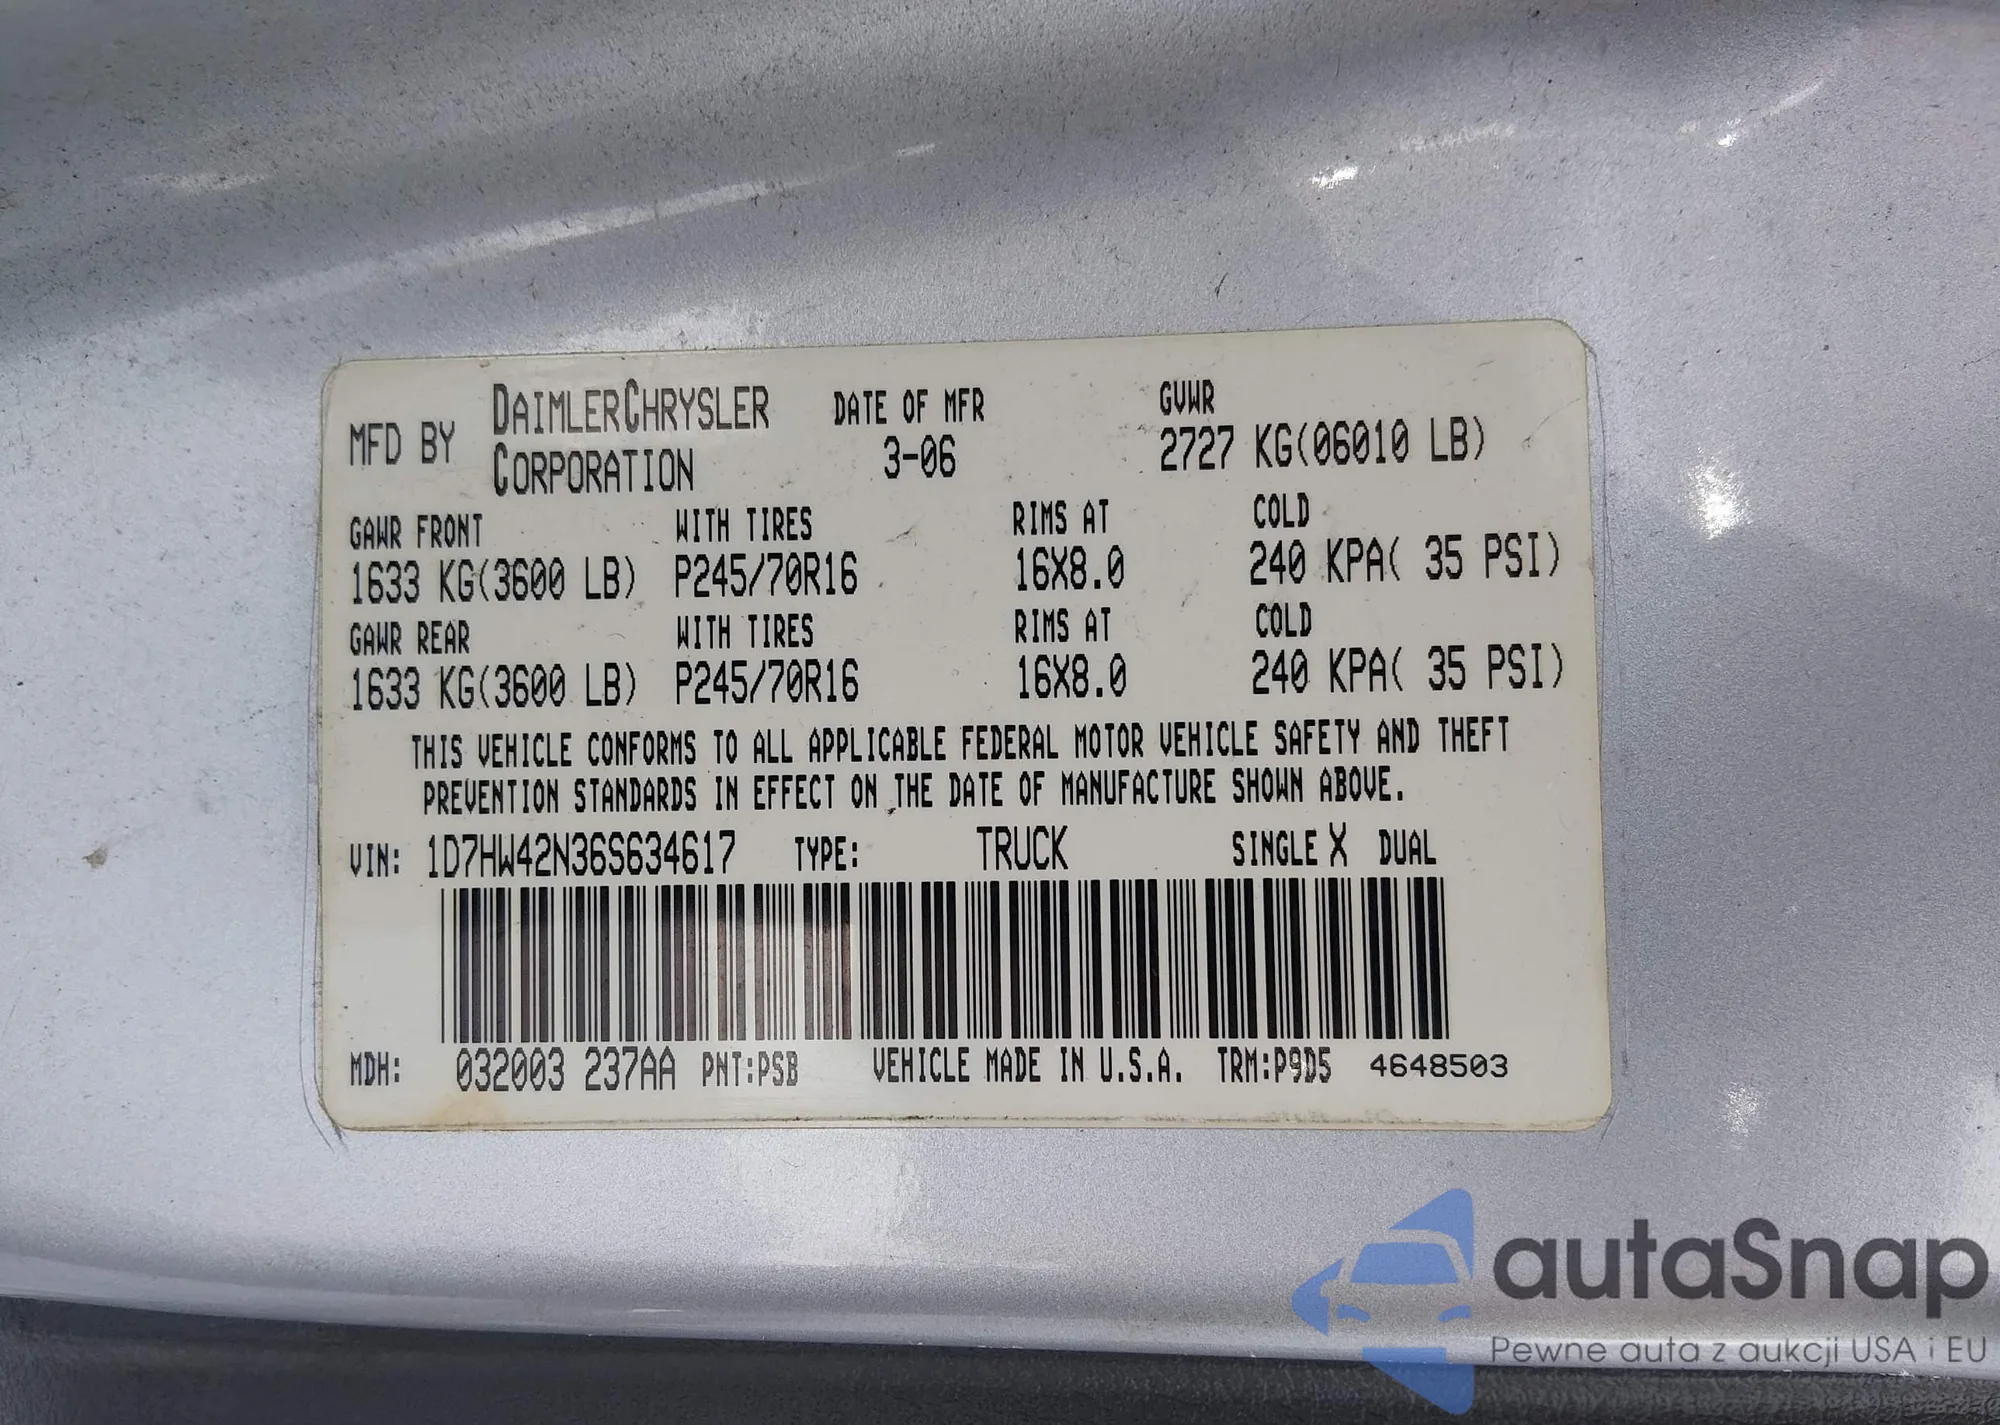 MFD BY DAIMLERCHRYSLER CORPORATION DATE OF MFR 3-06 GVWR 2727 KG(06010 LB)
GAWR FRONT WITH TIRES RIMS AT COLD
1633 KG(3600 LB) P245/70R16 16X8.0 240 KPA( 35 PSI)
GAWR REAR WITH TIRES RIMS AT COLD
1633 KG(3600 LB) P245/70R16 16X8.0 240 KPA( 35 PSI)
THIS VEHICLE CONFORMS TO ALL APPLICABLE FEDERAL MOTOR VEHICLE SAFETY AND THEFT
PREVENTION STANDARDS IN EFFECT ON THE DATE OF MANUFACTURE SHOWN ABOVE.
VIN: 1D7HW42N36S634617 TYPE: TRUCK SINGLE X DUAL
MDH: 032003 237AA PNT:PSB VEHICLE MADE IN U.S.A. TRM:P9D5 4648503
autaSnap
Pewne auta z aukcji USA i EU